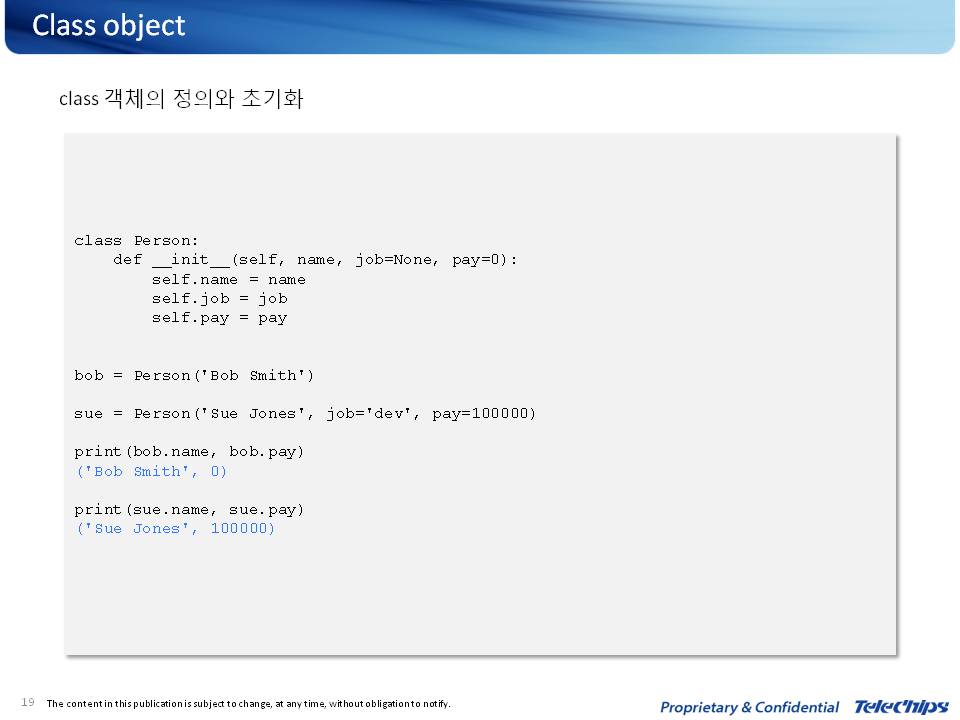 Class object
class 객체의 정의와 초기화
class Person:
    def __init__(self, name, job=None, pay=0):
        self.name = name
        self.job = job
        self.pay = pay
bob = Person('Bob Smith')
sue = Person('Sue Jones', job='dev', pay=100000)
print(bob.name, bob.pay)
('Bob Smith', 0)
print(sue.name, sue.pay)
('Sue Jones', 100000)
19 The content in this publication is subject to change, at any time, without obligation to notify.
Proprietary & Confidential Telechips